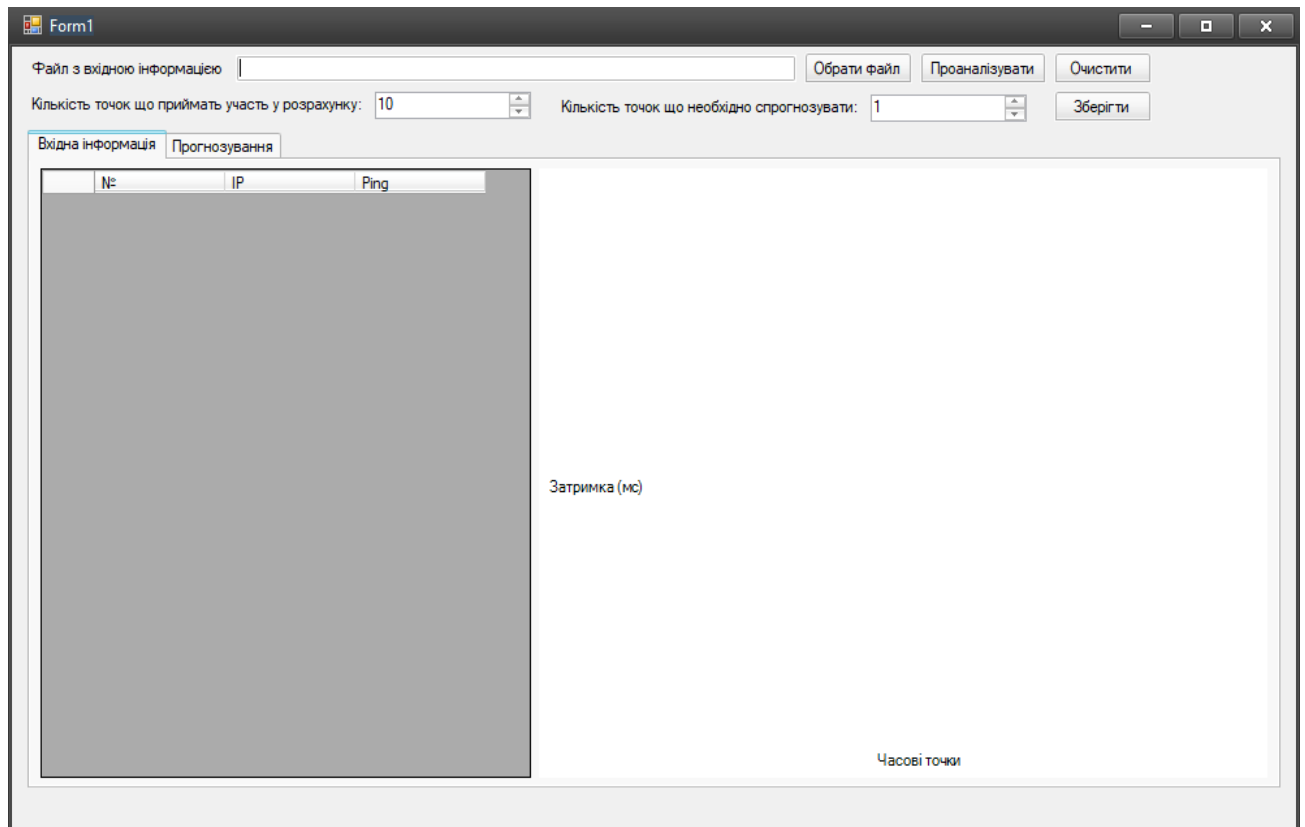 Form1
Файл з вхідною інформацією Обрати файл Проаналізувати Очистити
Кількість точок що приймать участь у розрахунку: 10 Кількість точок що необхідно спрогнозувати: 1 Зберігти
Вхідна інформація Прогнозування
№ IP Ping
Затримка (мс)
Часові точки